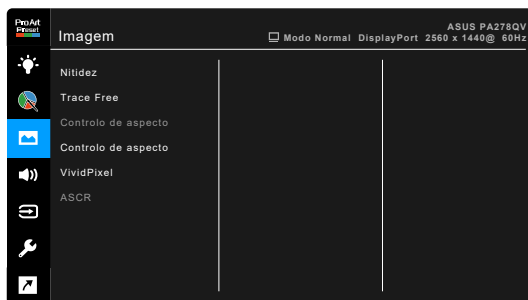 ProArt
Preset
Imagem
ASUS PA278QV
Modo Normal DisplayPort 2560 x 1440@ 60Hz
Nitidez
Trace Free
Controlo de aspecto
Controlo de aspecto
VividPixel
ASCR